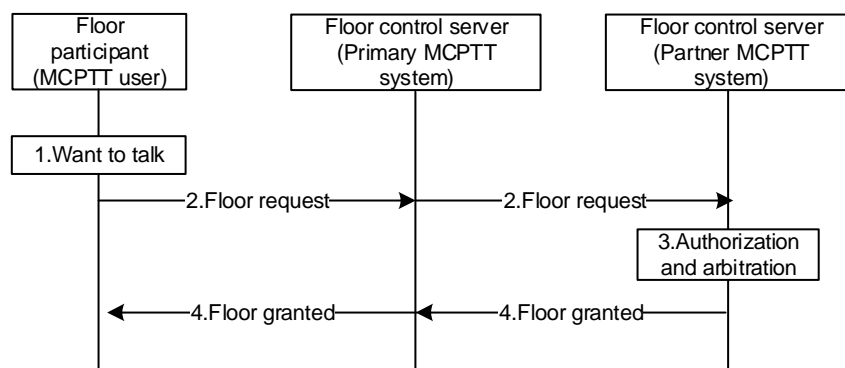 Floor
participant
(MCPTT user)
Floor control server
(Primary MCPTT
system)
Floor control server
(Partner MCPTT
system)
1.Want to talk
2.Floor request
2.Floor request
3.Authorization
and arbitration
4.Floor granted
4.Floor granted